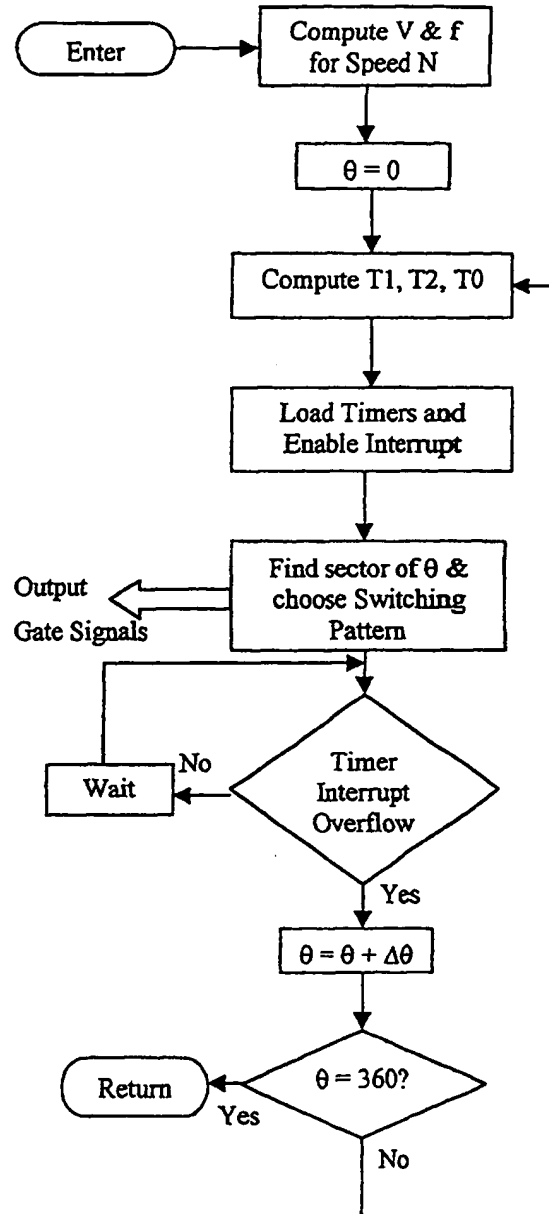 Enter
Compute V & f
for Speed N
θ = 0
Compute T1, T2, T0
Load Timers and
Enable Interrupt
Find sector of θ &
choose Switching
Pattern
Output
Gate Signals
Timer
Interrupt
Overflow
No
Wait
Yes
θ = θ + Δθ
θ = 360?
Return
Yes
No